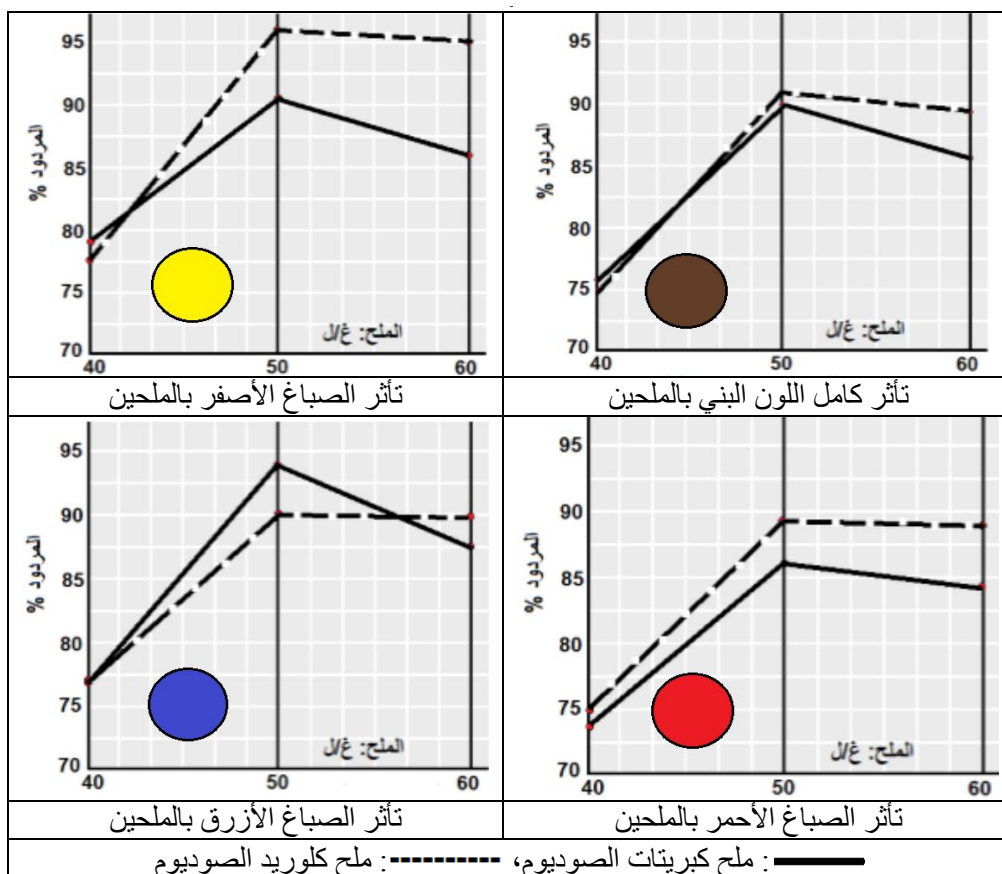 95
90
85
80
75
70
المردود %
الملح: غ/ل
40
50
60
تأثر الصباغ الأصفر بالملحين
95
90
85
80
75
70
المردود %
الملح: غ/ل
40
50
60
تأثر كامل اللون البني بالملحين
95
90
85
80
75
70
المردود %
الملح: غ/ل
40
50
60
تأثر الصباغ الأزرق بالملحين
95
90
85
80
75
70
المردود %
الملح: غ/ل
40
50
60
تأثر الصباغ الأحمر بالملحين
: ملح كبريتات الصوديوم، : ملح كلوريد الصوديوم